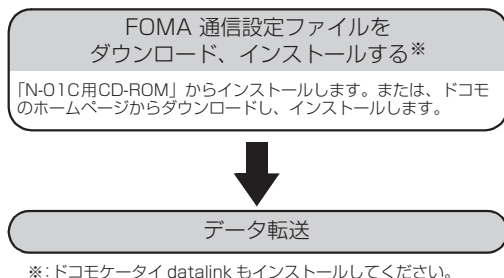 FOMA 通信設定ファイルを
ダウンロード、インストールする※
「N-01C用CD-ROM」からインストールします。または、ドコモ
のホームページからダウンロードし、インストールします。
データ転送
※：ドコモケータイ datalink もインストールしてください。